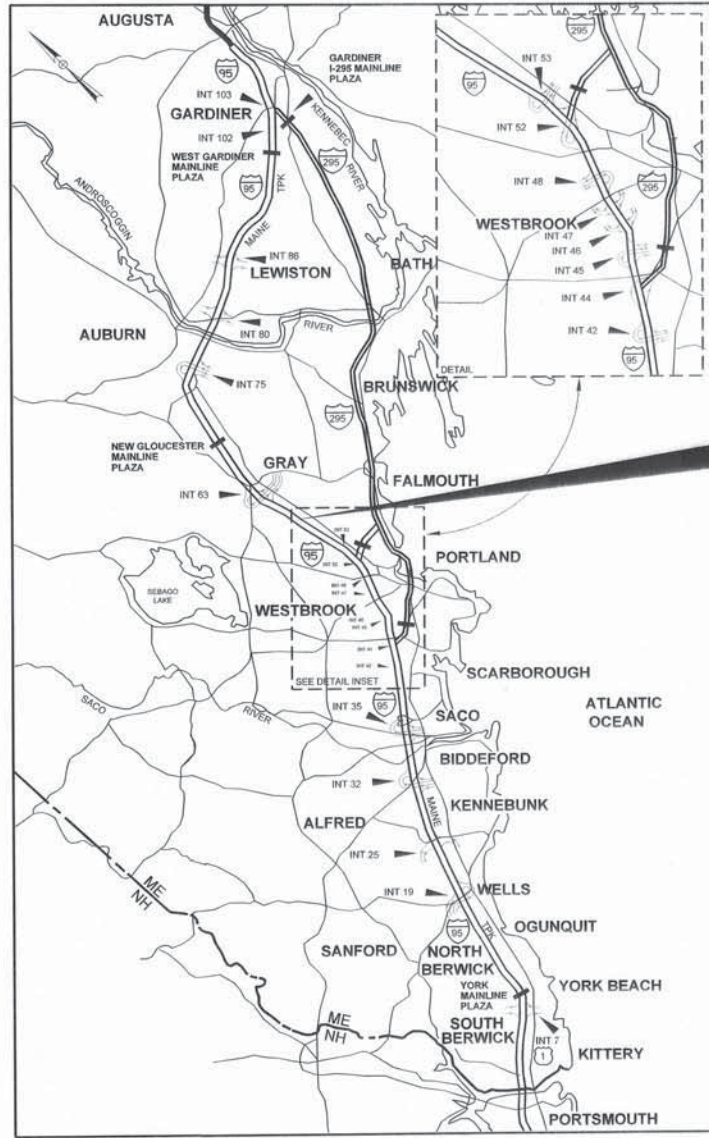 AUGUSTA
95
GARDINER
I-295 MAINLINE
PLAZA
INT 103
GARDINER
INT 102
WEST GARDINER
MAINLINE
PLAZA
KENNEBEC
RIVER
295
95
TPK
MAINE
ANDROSCOGGIN
INT 86
LEWISTON
BATH
AUBURN
RIVER
INT 80
INT 75
BRUNSWICK
295
NEW GLOUCESTER
MAINLINE
PLAZA
GRAY
FALMOUTH
INT 63
95
PORTLAND
SEBAGO
LAKE
WESTBROOK
SCARBOROUGH
SEE DETAIL INSET
SACO
RIVER
INT 35
95
SACO
ATLANTIC
OCEAN
BIDDEFORD
INT 32
MAINE
KENNEBUNK
ALFRED
INT 25
INT 19
WELLS
95
TPK
OGUNQUIT
SANFORD
NORTH
BERWICK
YORK
MAINLINE
PLAZA
YORK BEACH
SOUTH
BERWICK
INT 7
1
KITTERY
PORTSMOUTH
ME
NH
ME
NH
295
INT 53
95
INT 52
INT 48
295
WESTBROOK
INT 47
INT 46
INT 45
INT 44
INT 42
95
DETAIL